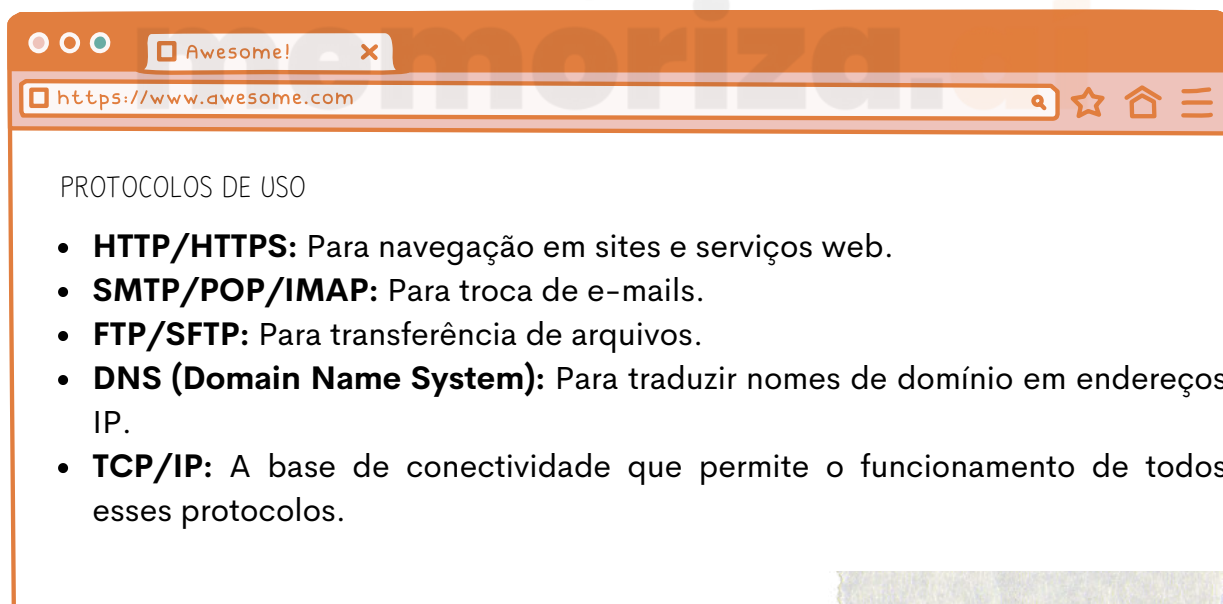 memoriza.ai
Awesome!
https://www.awesome.com
PROTOCOLOS DE USO
• HTTP/HTTPS: Para navegação em sites e serviços web.
• SMTP/POP/IMAP: Para troca de e-mails.
• FTP/SFTP: Para transferência de arquivos.
• DNS (Domain Name System): Para traduzir nomes de domínio em endereços
IP.
• TCP/IP: A base de conectividade que permite o funcionamento de todos
esses protocolos.